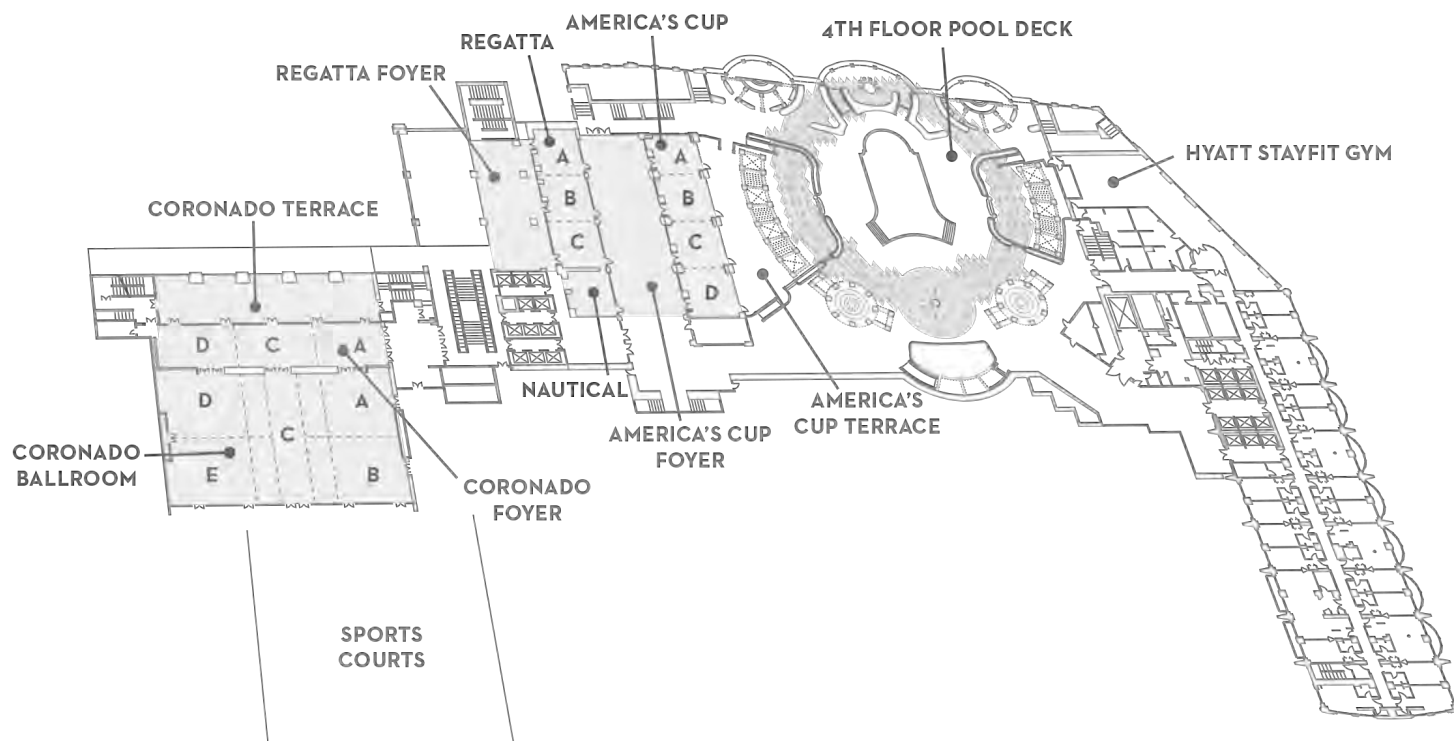 AMERICA'S CUP
4TH FLOOR POOL DECK
REGATTA
REGATTA FOYER
HYATT STAYFIT GYM
CORONADO TERRACE
A
B
C
A
B
C
D
D
C
A
D
A
C
E
B
NAUTICAL
AMERICA'S
CUP TERRACE
AMERICA'S CUP
FOYER
CORONADO
BALLROOM
CORONADO
FOYER
SPORTS
COURTS